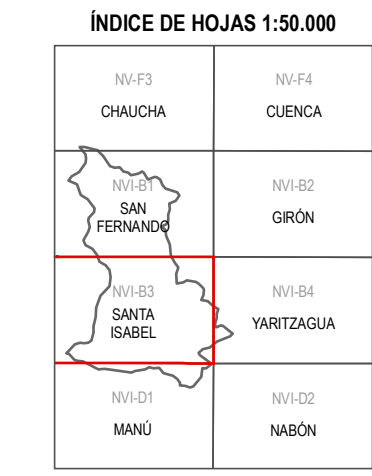 ÍNDICE DE HOJAS 1:50.000
NV-F3
CHAUCHA
NV-F4
CUENCA
NVI-B1
SAN
FERNANDO
NVI-B2
GIRÓN
NVI-B3
SANTA
ISABEL
NVI-B4
YARITZAGUA
NVI-D1
MANÚ
NVI-D2
NABÓN